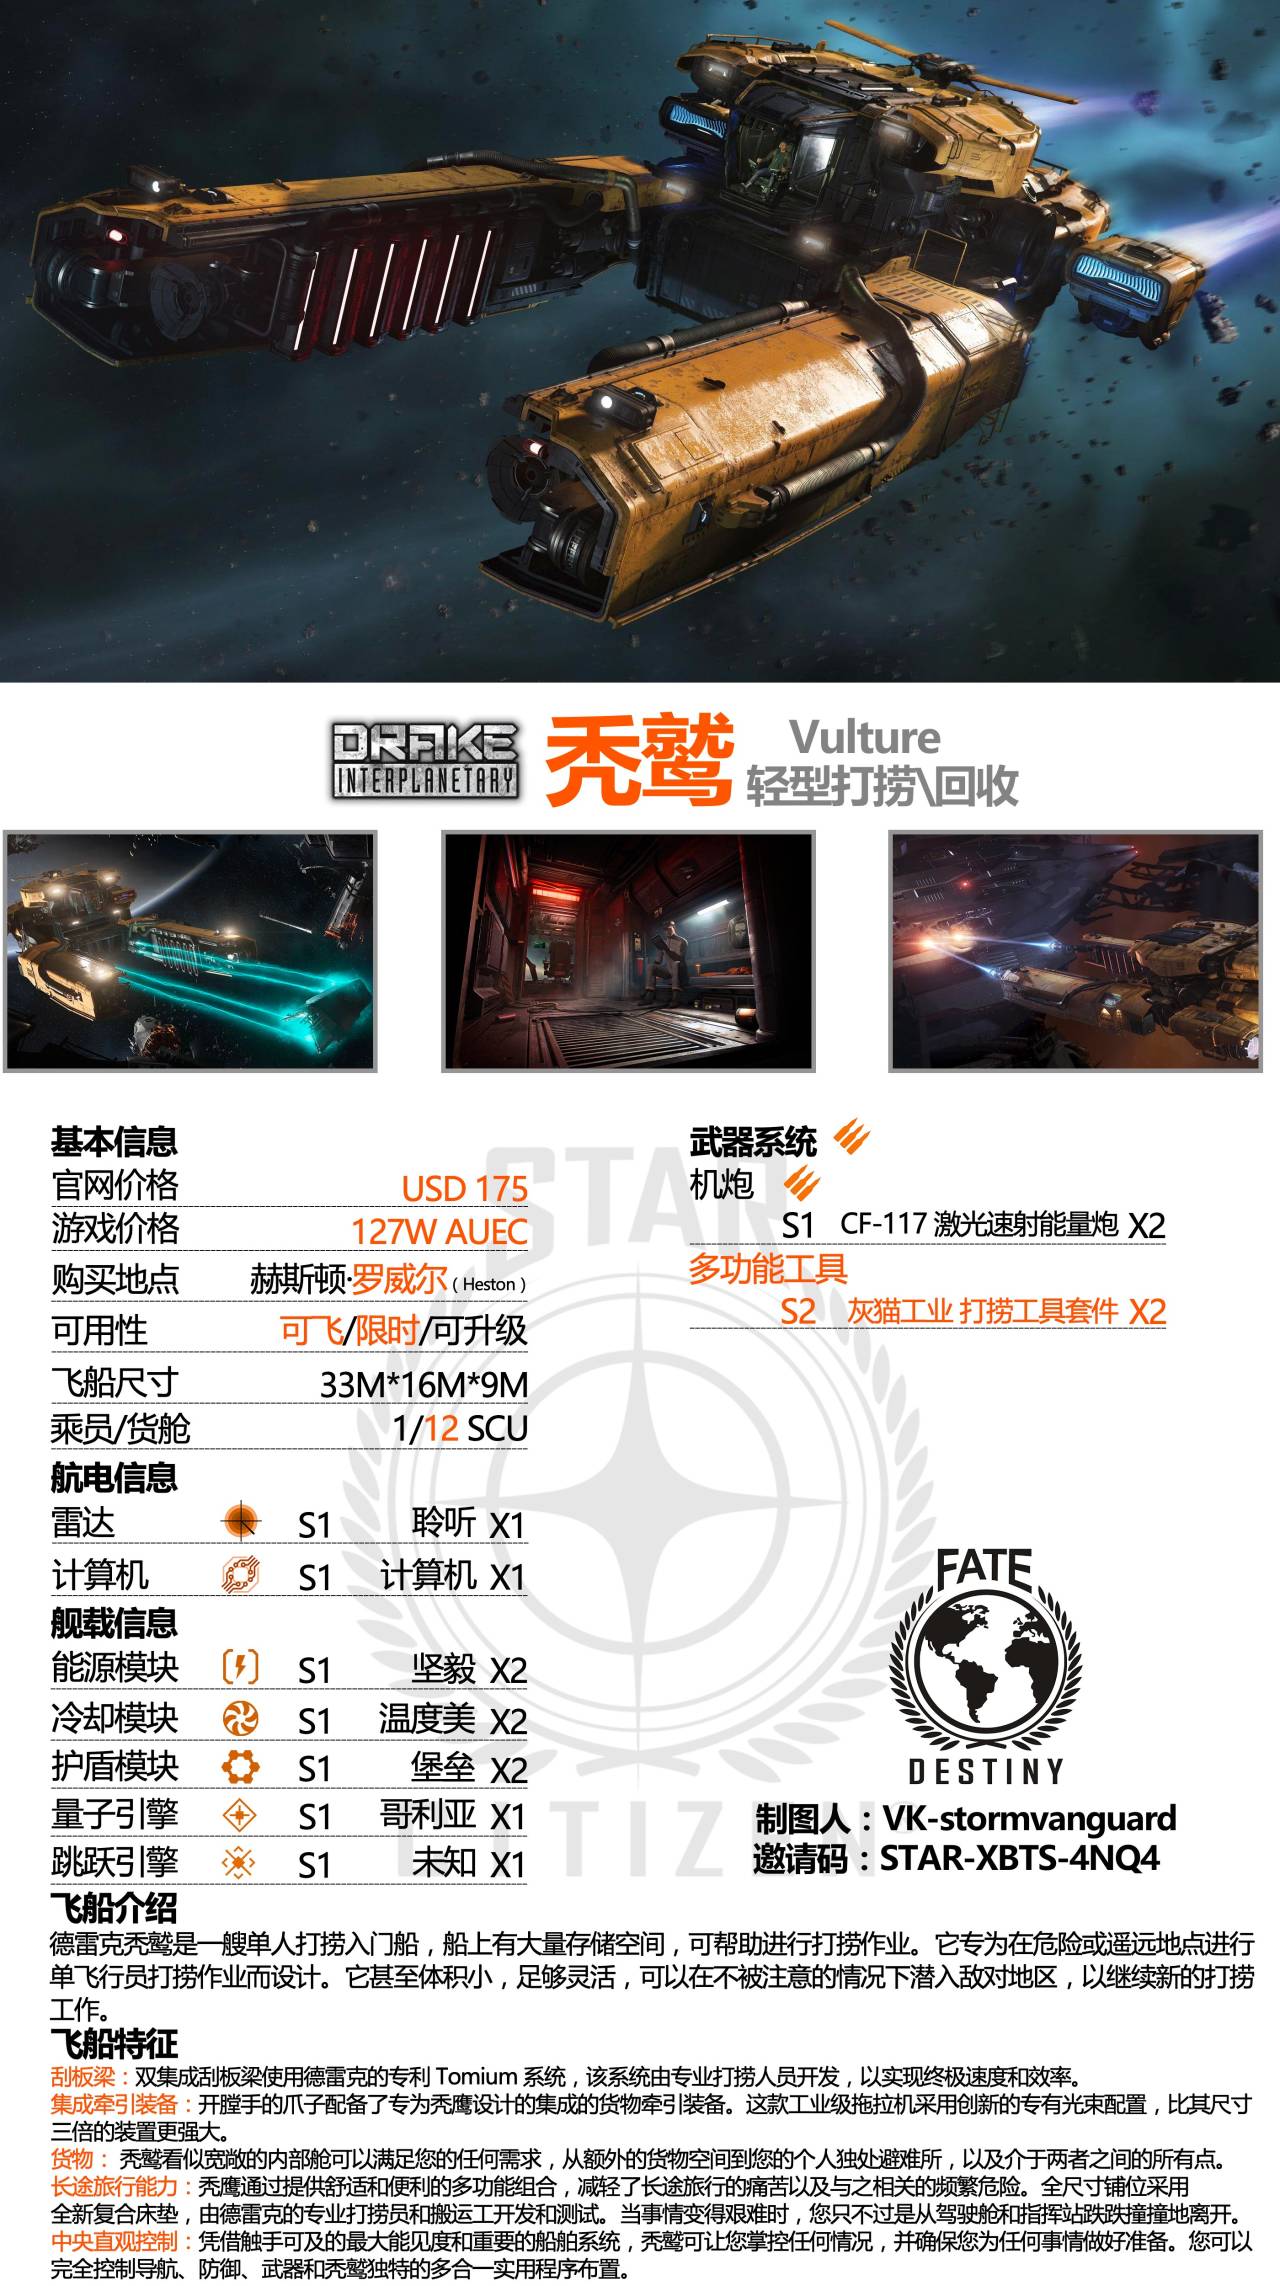 DRAKE
INTERPLANETARY
秃鹫
Vulture
轻型打捞\回收
基本信息
官网价格 USD 175
游戏价格 127W AUEC
购买地点 赫斯顿·罗威尔（Heston）
可用性 可飞/限时/可升级
飞船尺寸 33M*16M*9M
乘员/货舱 1/12 SCU
航电信息
雷达 S1 聆听 X1
计算机 S1 计算机 X1
舰载信息
能源模块 S1 坚毅 X2
冷却模块 S1 温度美 X2
护盾模块 S1 堡垒 X2
量子引擎 S1 哥利亚 X1
跳跃引擎 S1 未知 X1
武器系统
机炮
S1 CF-117 激光速射能量炮 X2
多功能工具
S2 灰猫工业 打捞工具套件 X2
STAR
CITIZEN
FATE
DESTINY
制图人：VK-stormvanguard
邀请码：STAR-XBTS-4NQ4
飞船介绍
德雷克秃鹫是一艘单人打捞入门船，船上有大量存储空间，可帮助进行打捞作业。它专为在危险或遥远地点进行
单飞行员打捞作业而设计。它甚至体积小，足够灵活，可以在不被注意的情况下潜入敌对地区，以继续新的打捞
工作。
飞船特征
刮板梁：双集成刮板梁使用德雷克的专利 Tomium 系统，该系统由专业打捞人员开发，以实现终极速度和效率。
集成牵引装备：开膛手的爪子配备了专为秃鹰设计的集成的货物牵引装备。这款工业级拖拉机采用创新的专有光束配置，比其尺寸
三倍的装置更强大。
货物： 秃鹫看似宽敞的内部舱可以满足您的任何需求，从额外的货物空间到您的个人独处避难所，以及介于两者之间的所有点。
长途旅行能力：秃鹰通过提供舒适和便利的多功能组合，减轻了长途旅行的痛苦以及与之相关的频繁危险。全尺寸铺位采用
全新复合床垫，由德雷克的专业打捞员和搬运工开发和测试。当事情变得艰难时，您只不过是从驾驶舱和指挥站跌跌撞撞地离开。
中央直观控制：凭借触手可及的最大能见度和重要的船舶系统，秃鹫可让您掌控任何情况，并确保您为任何事情做好准备。您可以
完全控制导航、防御、武器和秃鹫独特的多合一实用程序布置。